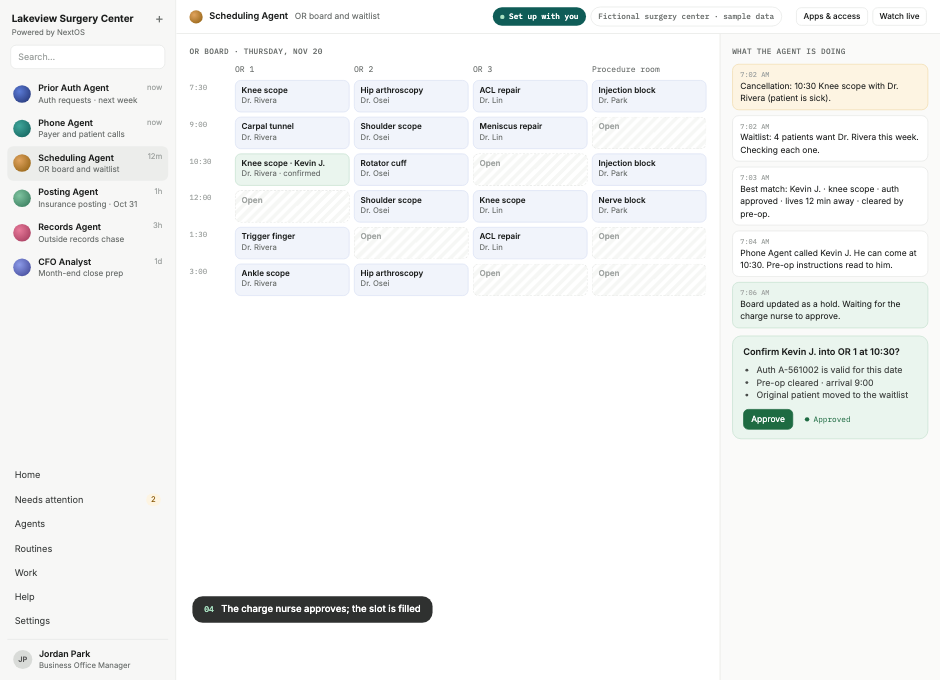 Lakeview Surgery Center +
Powered by NextOS
Search...
Prior Auth Agent now
Auth requests · next week
Phone Agent now
Payer and patient calls
Scheduling Agent 12m
OR board and waitlist
Posting Agent 1h
Insurance posting · Oct 31
Records Agent 3h
Outside records chase
CFO Analyst 1d
Month-end close prep
Home
Needs attention 2
Agents
Routines
Work
Help
Settings
JP Jordan Park
Business Office Manager
Scheduling Agent OR board and waitlist
Set up with you
Fictional surgery center · sample data
Apps & access
Watch live
OR BOARD · THURSDAY, NOV 20
OR 1 OR 2 OR 3 Procedure room
7:30
Knee scope
Dr. Rivera
Hip arthroscopy
Dr. Osei
ACL repair
Dr. Lin
Injection block
Dr. Park
9:00
Carpal tunnel
Dr. Rivera
Shoulder scope
Dr. Osei
Meniscus repair
Dr. Lin
Open
10:30
Knee scope · Kevin J.
Dr. Rivera · confirmed
Rotator cuff
Dr. Osei
Open
Injection block
Dr. Park
12:00
Open
Shoulder scope
Dr. Osei
Knee scope
Dr. Lin
Nerve block
Dr. Park
1:30
Trigger finger
Dr. Rivera
Open
ACL repair
Dr. Lin
Open
3:00
Ankle scope
Dr. Rivera
Hip arthroscopy
Dr. Osei
Open
Open
04 The charge nurse approves; the slot is filled
WHAT THE AGENT IS DOING
7:02 AM
Cancellation: 10:30 Knee scope with Dr.
Rivera (patient is sick).
7:02 AM
Waitlist: 4 patients want Dr. Rivera this week.
Checking each one.
7:03 AM
Best match: Kevin J. · knee scope · auth
approved · lives 12 min away · cleared by
pre-op.
7:04 AM
Phone Agent called Kevin J. He can come at
10:30. Pre-op instructions read to him.
7:06 AM
Board updated as a hold. Waiting for the
charge nurse to approve.
Confirm Kevin J. into OR 1 at 10:30?
• Auth A-561002 is valid for this date
• Pre-op cleared · arrival 9:00
• Original patient moved to the waitlist
Approve
Approved